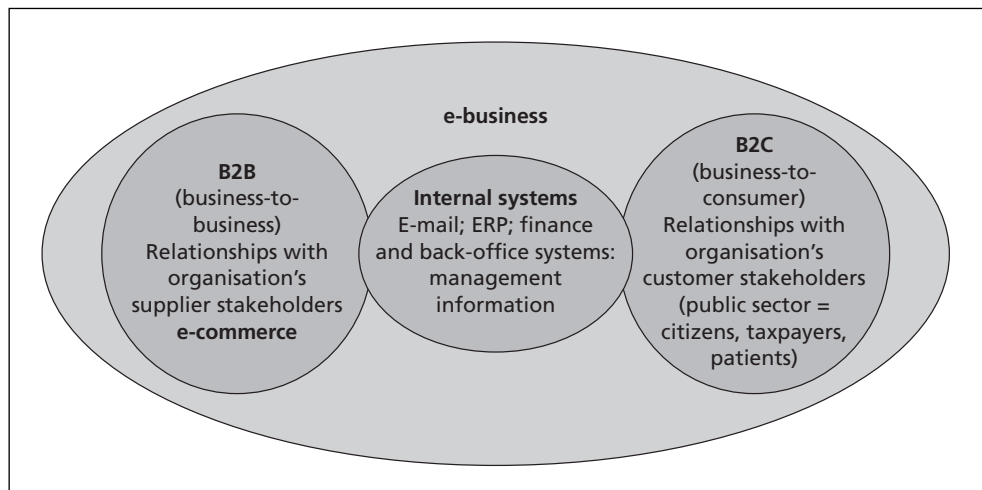 e-business
B2B
(business-to-
business)
Relationships with
organisation's
supplier stakeholders
e-commerce
Internal systems
E-mail; ERP; finance
and back-office systems:
management
information
B2C
(business-to-
consumer)
Relationships with
organisation's
customer stakeholders
(public sector =
citizens, taxpayers,
patients)